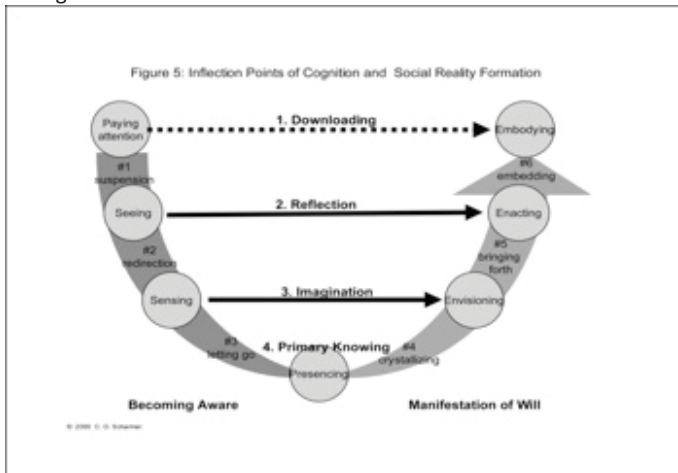 Figure 5: Inflection Points of Cognition and Social Reality Formation
Paying
attention
1. Downloading
Embodying
#1
suspension
#6
embedding
Seeing
2. Reflection
Enacting
#2
redirection
#5
bringing
forth
Sensing
3. Imagination
Envisioning
#3
letting go
4. Primary Knowing
#4
crystallizing
Presencing
Becoming Aware
Manifestation of Will
C. O. Scharmer